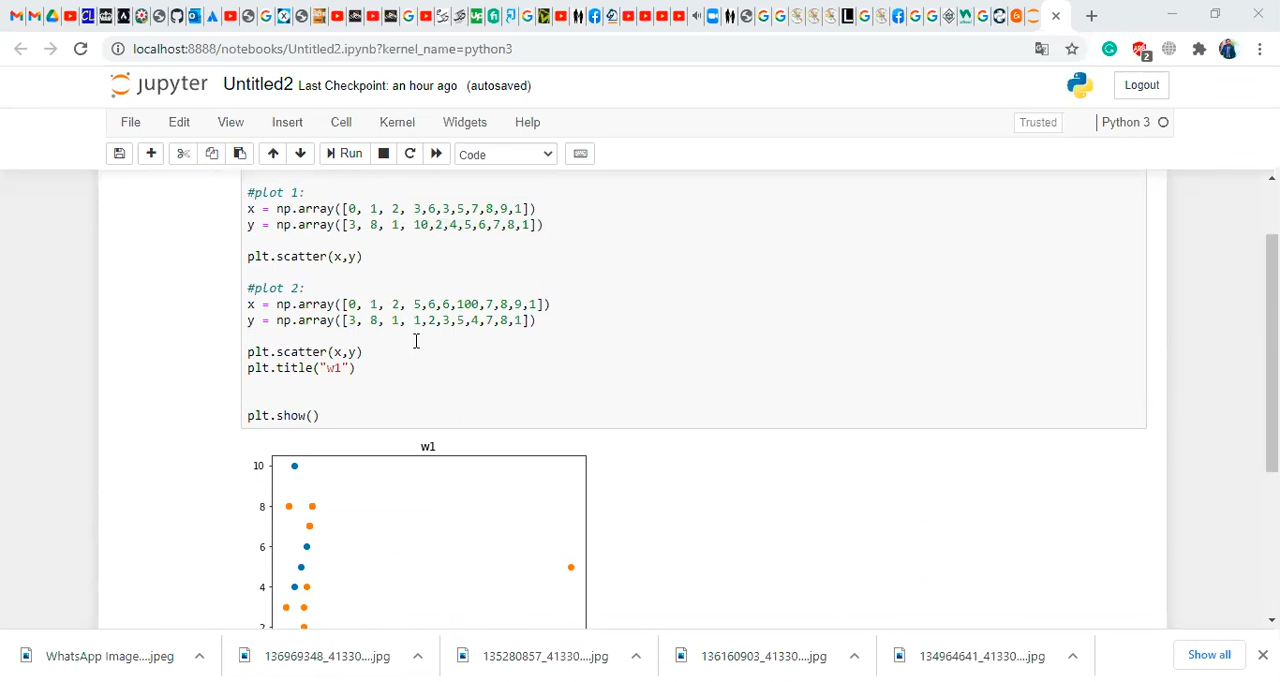 localhost:8888/notebooks/Untitled2.ipynb?kernel_name=python3
2
jupyter Untitled2 Last Checkpoint: an hour ago (autosaved)
Logout
File Edit View Insert Cell Kernel Widgets Help
Trusted
Python 3
Run
Code
#plot 1:
x = np.array([0, 1, 2, 3,6,3,5,7,8,9,1])
y = np.array([3, 8, 1, 10,2,4,5,6,7,8,1])
plt.scatter(x,y)
#plot 2:
x = np.array([0, 1, 2, 5,6,6,100,7,8,9,1])
y = np.array([3, 8, 1, 1,2,3,5,4,7,8,1])
plt.scatter(x,y)
plt.title("w1")
plt.show()
w1
10
8
6
4
2
WhatsApp Image....jpeg
136969348_41330....jpg
135280857_41330....jpg
136160903_41330....jpg
134964641_41330....jpg
Show all